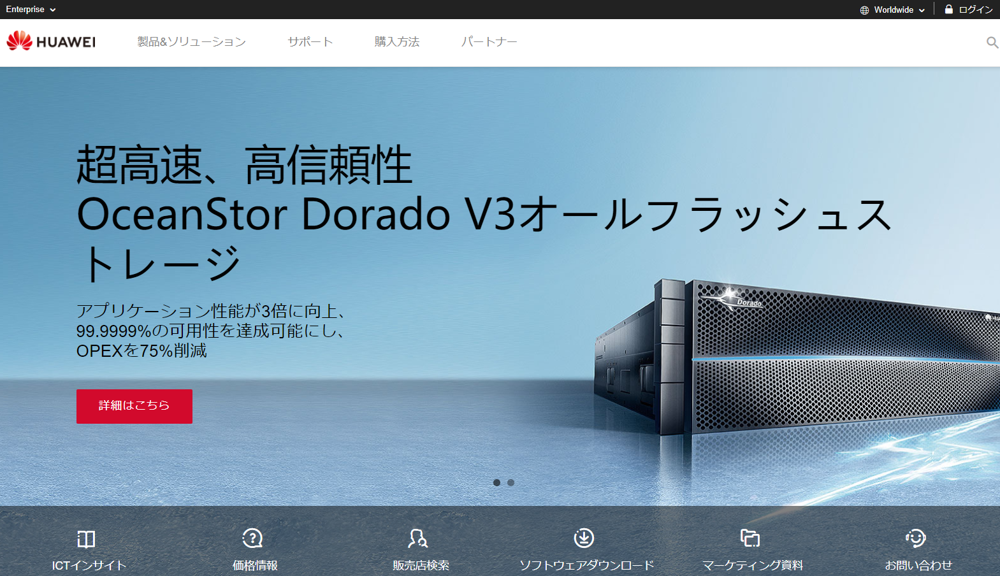 Enterprise
Worldwide
ログイン
HUAWEI
製品&ソリューション
サポート
購入方法
パートナー
超高速、高信頼性
OceanStor Dorado V3オールフラッシュス
トレージ
アプリケーション性能が3倍に向上、
99.9999%の可用性を達成可能にし、
OPEXを75%削減
Dorado
詳細はこちら
ICTインサイト
価格情報
販売店検索
ソフトウェアダウンロード
マーケティング資料
お問い合わせ